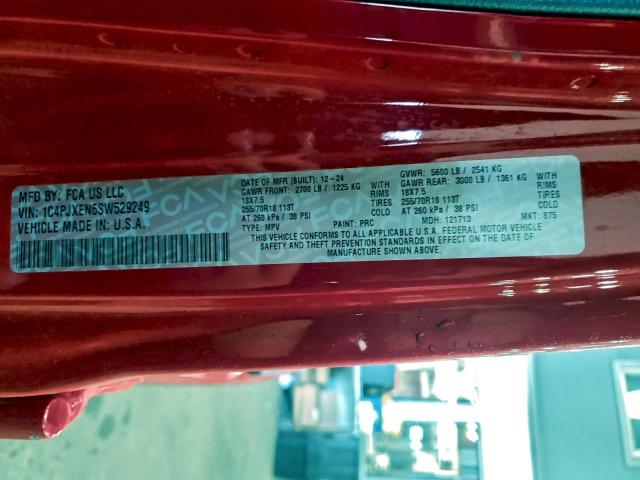 MFD BY: FCA US LLC
VIN: 1C4PJXEN6SW529249
VEHICLE MADE IN U.S.A.
DATE OF MFR (BUILT): 12-24
GAWR FRONT: 2700 LB / 1225 KG
WITH
18X7.5
RIMS
TIRES
255/70R18 113T
COLD
AT 260 kPa / 38 PSI
TYPE: MPV
PAINT: PRC
GVWR: 5600 LB / 2541 KG
GAWR REAR: 3000 LB / 1361 KG
WITH
18X7.5
RIMS
TIRES
255/70R18 113T
COLD
AT 260 kPa / 38 PSI
MDH: 121713
MKT: 875
THIS VEHICLE CONFORMS TO ALL APPLICABLE U.S.A. FEDERAL MOTOR VEHICLE
SAFETY AND THEFT PREVENTION STANDARDS IN EFFECT ON THE DATE OF
MANUFACTURE SHOWN ABOVE.